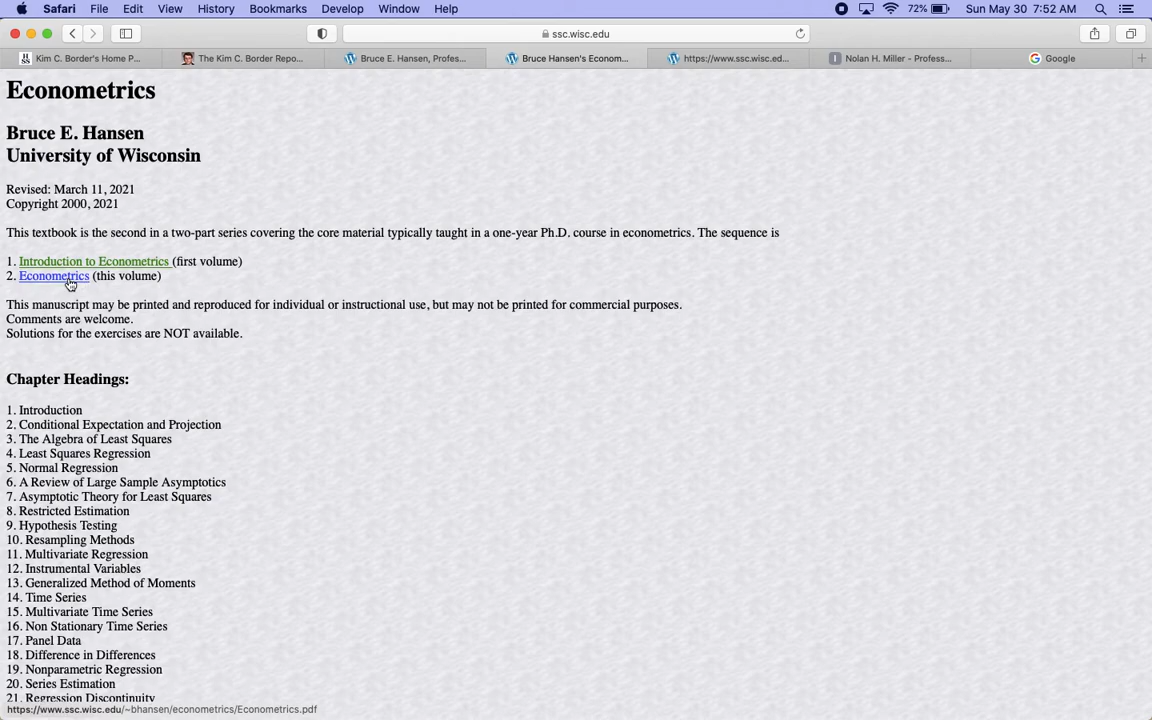 Safari File Edit View History Bookmarks Develop Window Help 72% Sun May 30 7:52 AM
ssc.wisc.edu
Kim C. Border's Home P... The Kim C. Border Repo... Bruce E. Hansen, Profes... Bruce Hansen's Econom... https://www.ssc.wisc.ed... Nolan H. Miller - Profess... Google
Econometrics
Bruce E. Hansen
University of Wisconsin
Revised: March 11, 2021
Copyright 2000, 2021
This textbook is the second in a two-part series covering the core material typically taught in a one-year Ph.D. course in econometrics. The sequence is
1. Introduction to Econometrics (first volume)
2. Econometrics (this volume)
This manuscript may be printed and reproduced for individual or instructional use, but may not be printed for commercial purposes.
Comments are welcome.
Solutions for the exercises are NOT available.
Chapter Headings:
1. Introduction
2. Conditional Expectation and Projection
3. The Algebra of Least Squares
4. Least Squares Regression
5. Normal Regression
6. A Review of Large Sample Asymptotics
7. Asymptotic Theory for Least Squares
8. Restricted Estimation
9. Hypothesis Testing
10. Resampling Methods
11. Multivariate Regression
12. Instrumental Variables
13. Generalized Method of Moments
14. Time Series
15. Multivariate Time Series
16. Non Stationary Time Series
17. Panel Data
18. Difference in Differences
19. Nonparametric Regression
20. Series Estimation
21. Regression Discontinuity
https://www.ssc.wisc.edu/~bhansen/econometrics/Econometrics.pdf